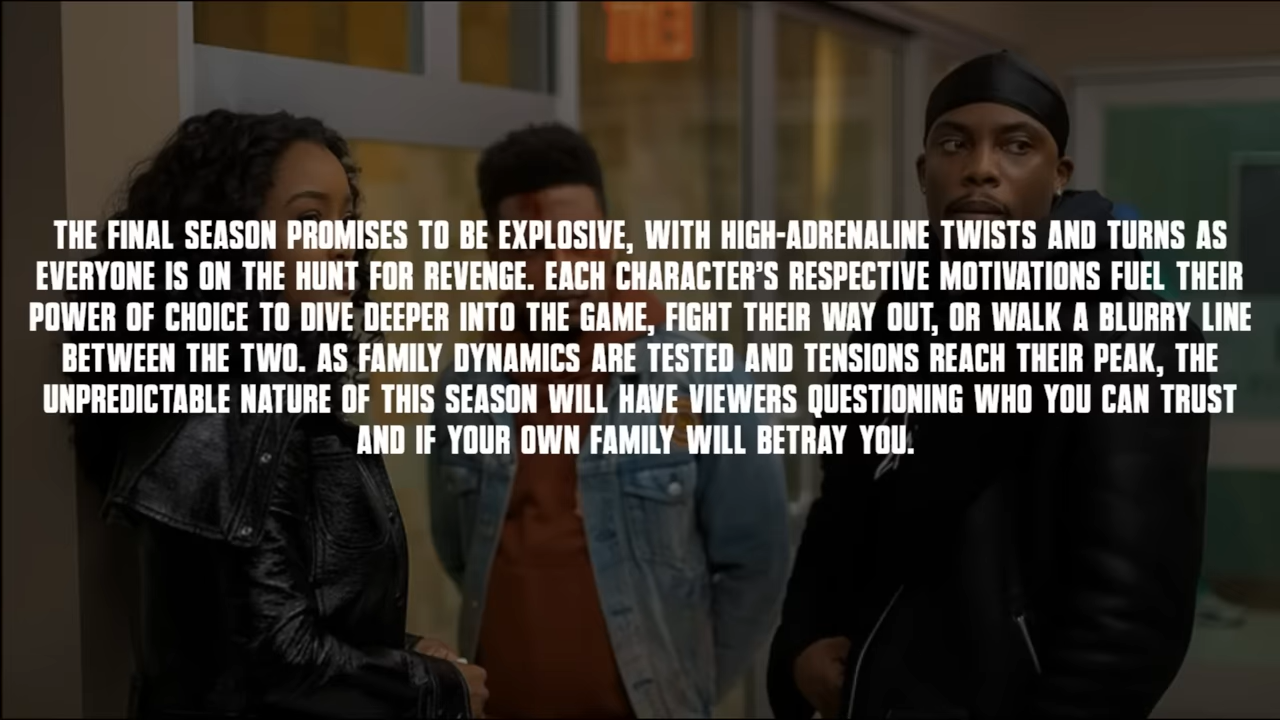 THE FINAL SEASON PROMISES TO BE EXPLOSIVE, WITH HIGH-ADRENALINE TWISTS AND TURNS AS
EVERYONE IS ON THE HUNT FOR REVENGE. EACH CHARACTER'S RESPECTIVE MOTIVATIONS FUEL THEIR
POWER OF CHOICE TO DIVE DEEPER INTO THE GAME, FIGHT THEIR WAY OUT, OR WALK A BLURRY LINE
BETWEEN THE TWO. AS FAMILY DYNAMICS ARE TESTED AND TENSIONS REACH THEIR PEAK, THE
UNPREDICTABLE NATURE OF THIS SEASON WILL HAVE VIEWERS QUESTIONING WHO YOU CAN TRUST
AND IF YOUR OWN FAMILY WILL BETRAY YOU.